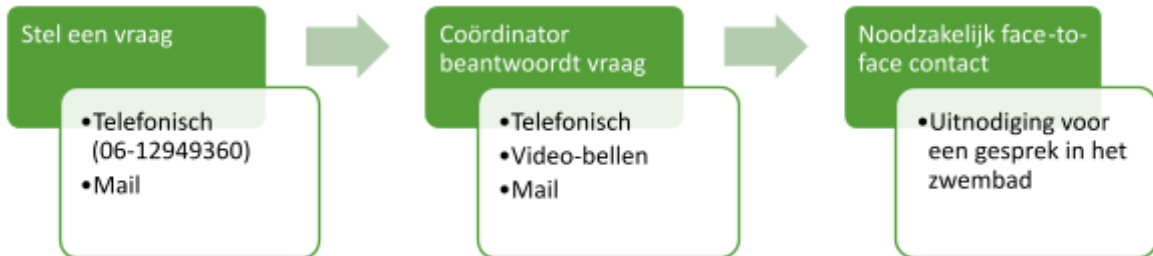 Stel een vraag
•Telefonisch
(06-12949360)
•Mail
Coördinator
beantwoordt vraag
•Telefonisch
•Video-bellen
•Mail
Noodzakelijk face-to-
face contact
•Uitnodiging voor
een gesprek in het
zwembad